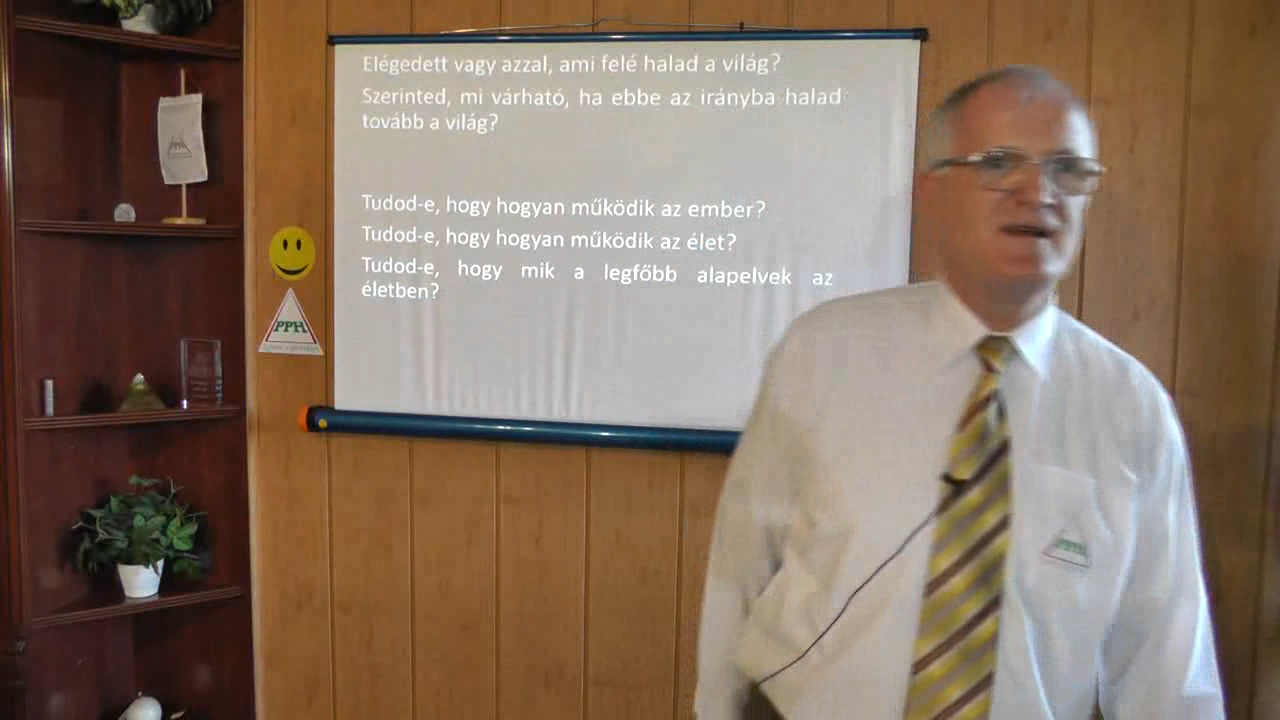 Elégedett vagy azzal, ami felé halad a világ?
Szerinted, mi várható, ha ebbe az irányba halad
tovább a világ?
Tudod-e, hogy hogyan működik az ember?
Tudod-e, hogy hogyan működik az élet?
Tudod-e, hogy mik a legfőbb alapelvek az
életben?
PPH
PPH